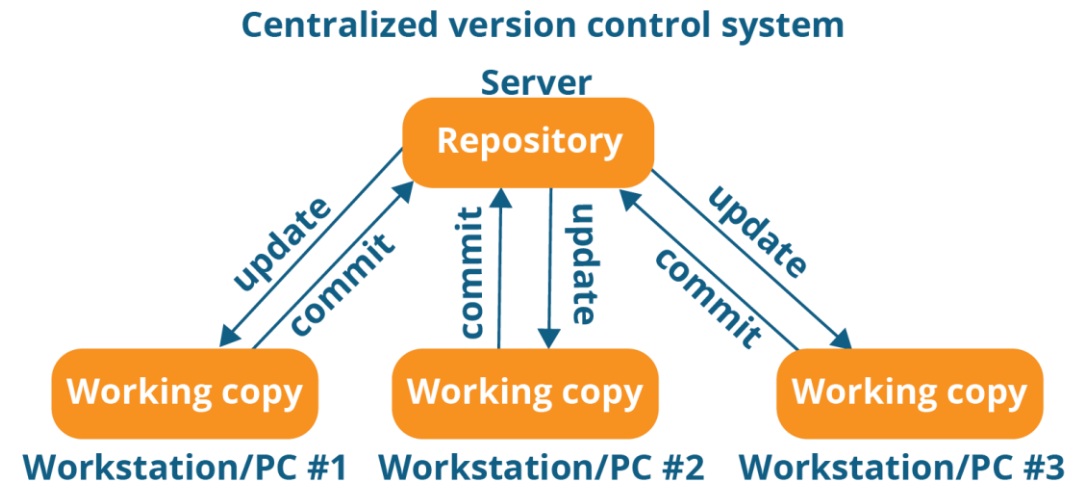 Centralized version control system
Server
Repository
update
commit
commit
update
update
commit
Working copy
Working copy
Working copy
Workstation/PC #1
Workstation/PC #2
Workstation/PC #3